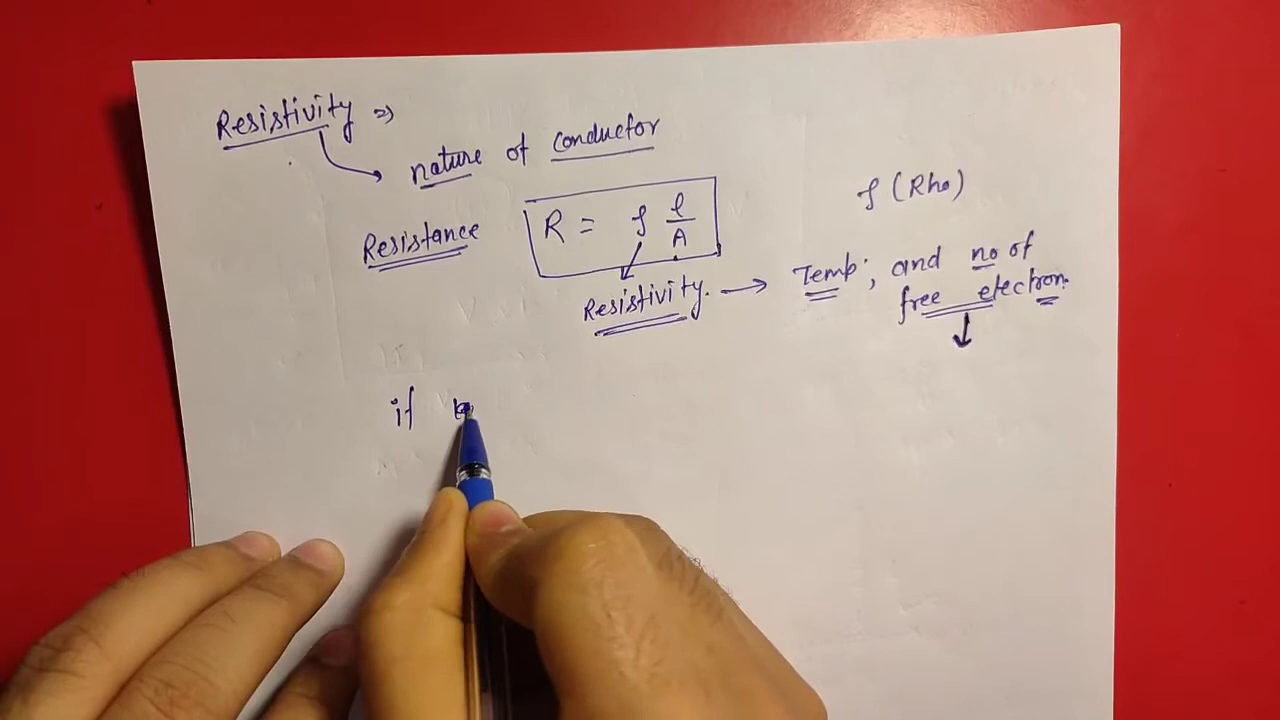 Resistivity ⇒
nature of conductor
ρ (Rho)
Resistance R = ρ l/A
Resistivity. → Temp., and no of
free electron.
if